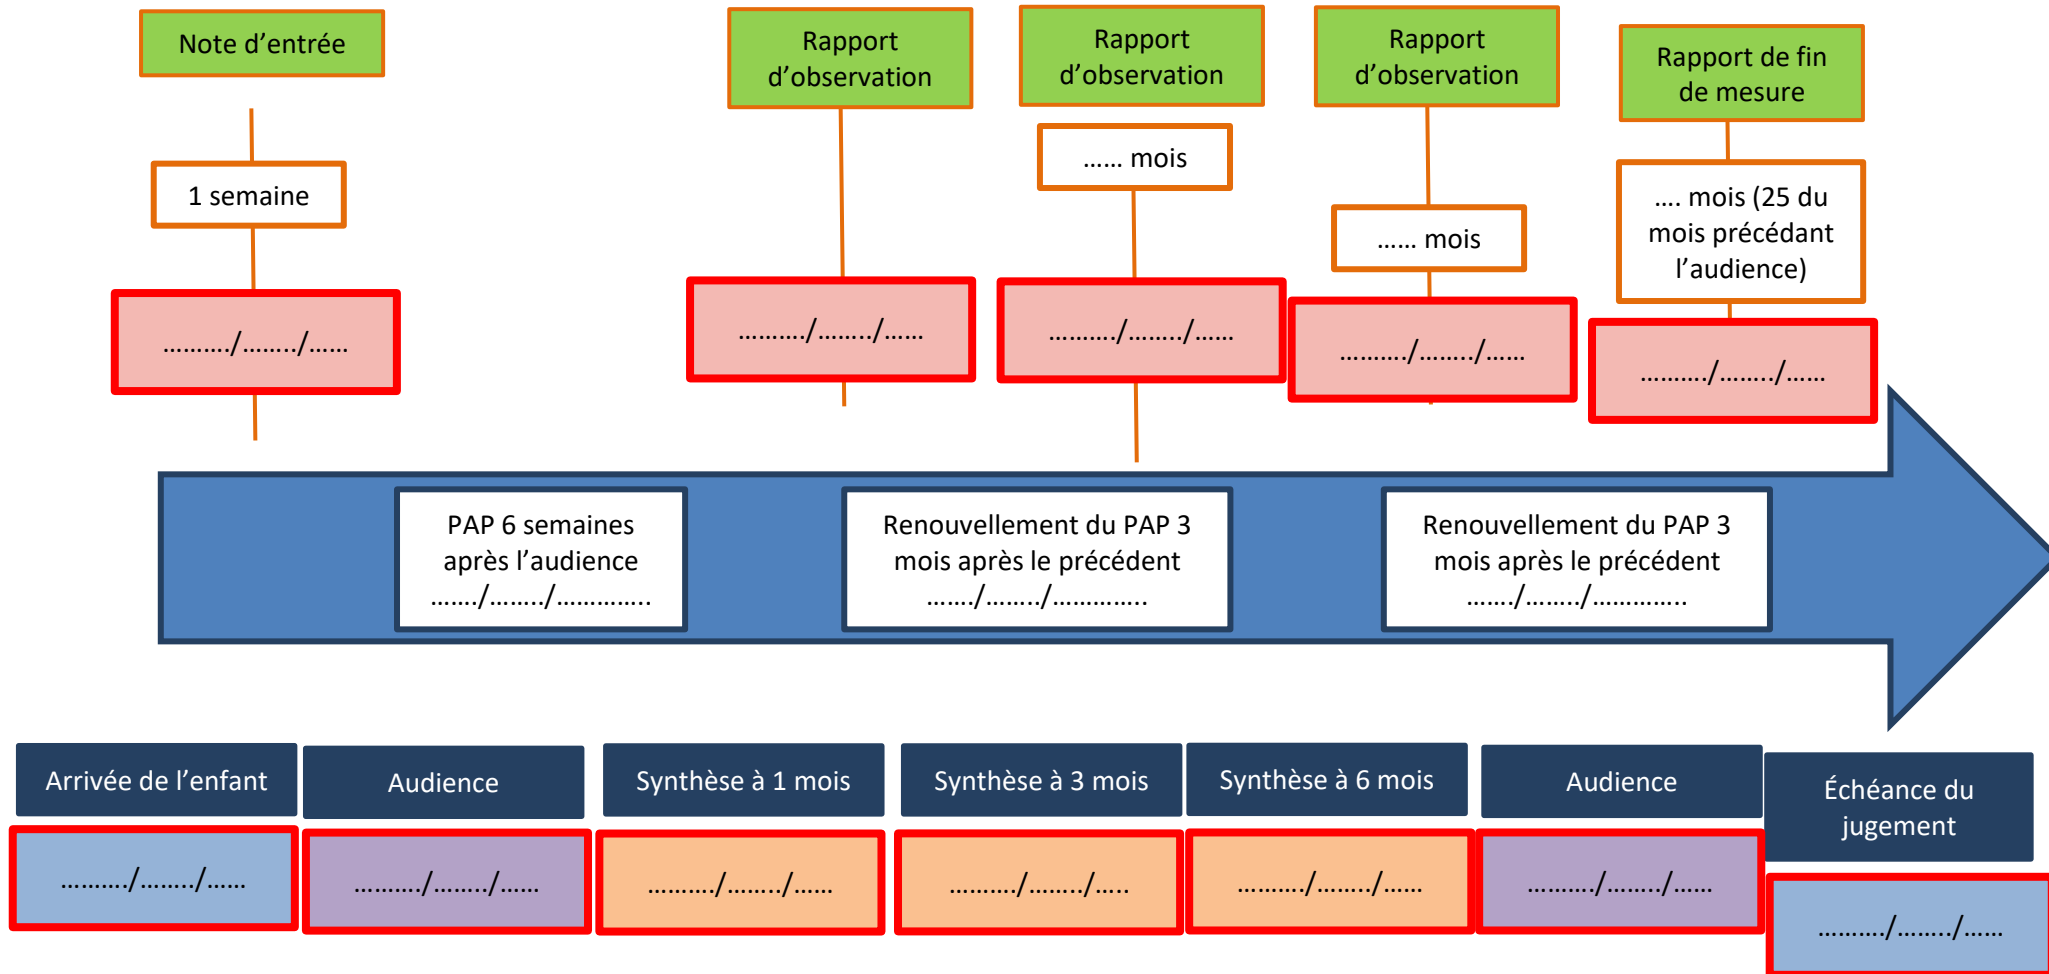 Note d’entrée
Rapport
d’observation
Rapport
d’observation
Rapport
d’observation
Rapport de fin
de mesure
1 semaine
…… mois
…… mois
…. mois (25 du
mois précédant
l’audience)
………./……../……
………./……../……
………./……../……
………./……../……
………./……../……
PAP 6 semaines
après l’audience
……./……../…………..
Renouvellement du PAP 3
mois après le précédent
……./……../…………..
Renouvellement du PAP 3
mois après le précédent
……./……../…………..
Arrivée de l’enfant
Audience
Synthèse à 1 mois
Synthèse à 3 mois
Synthèse à 6 mois
Audience
Échéance du
jugement
………./……../……
………./……../……
………./……../……
………./……../…..
………./……../……
………./……../……
………./……../……